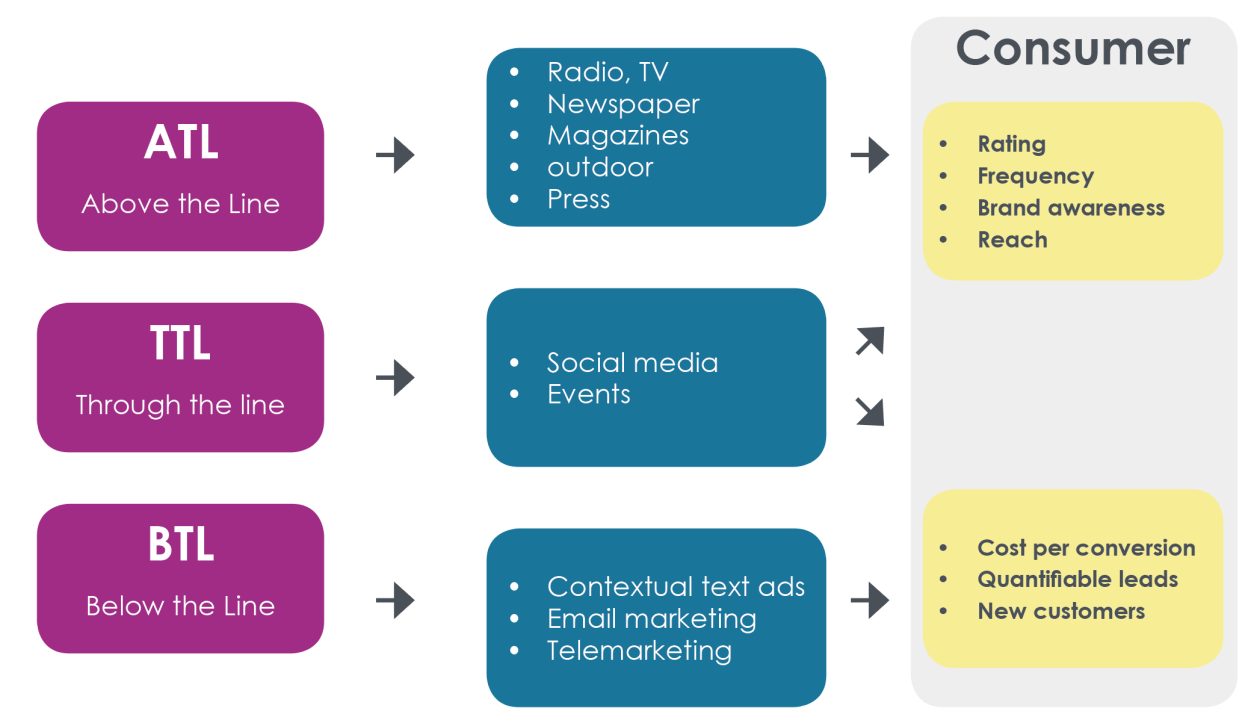 Consumer
ATL
Above the Line
• Radio, TV
• Newspaper
• Magazines
• outdoor
• Press
• Rating
• Frequency
• Brand awareness
• Reach
TTL
Through the line
• Social media
• Events
BTL
Below the Line
• Contextual text ads
• Email marketing
• Telemarketing
• Cost per conversion
• Quantifiable leads
• New customers